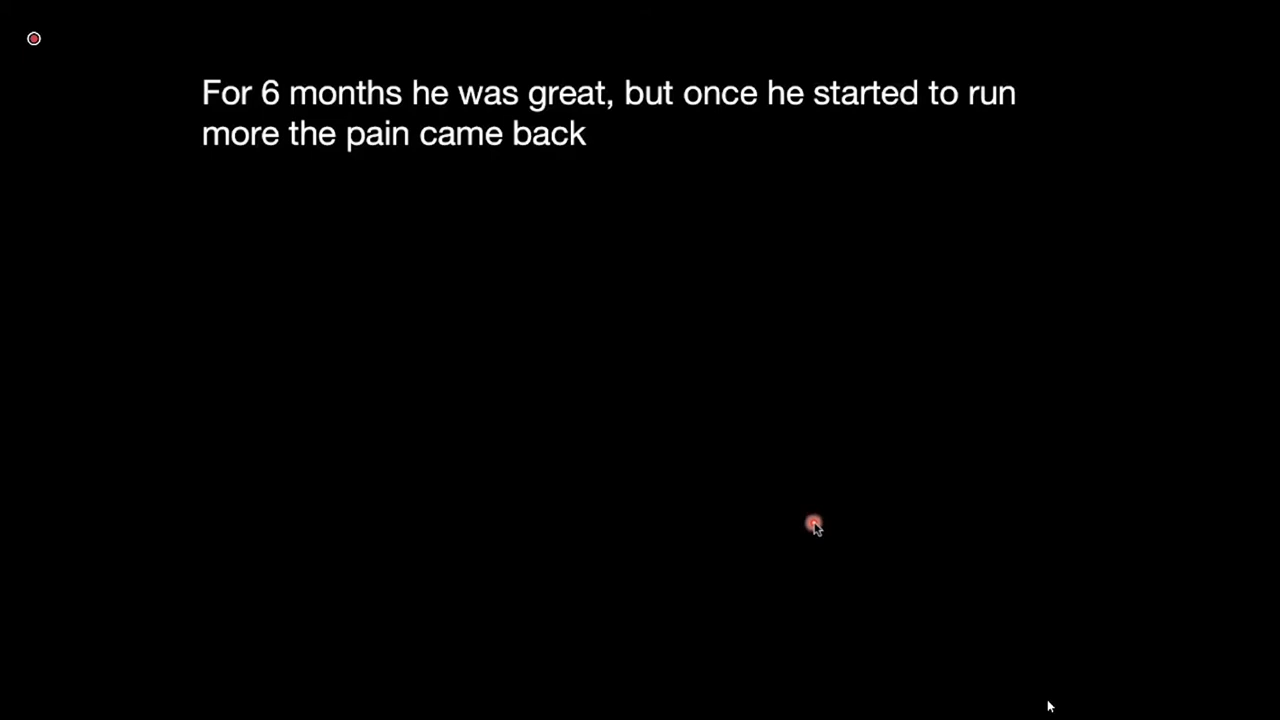 For 6 months he was great, but once he started to run
more the pain came back